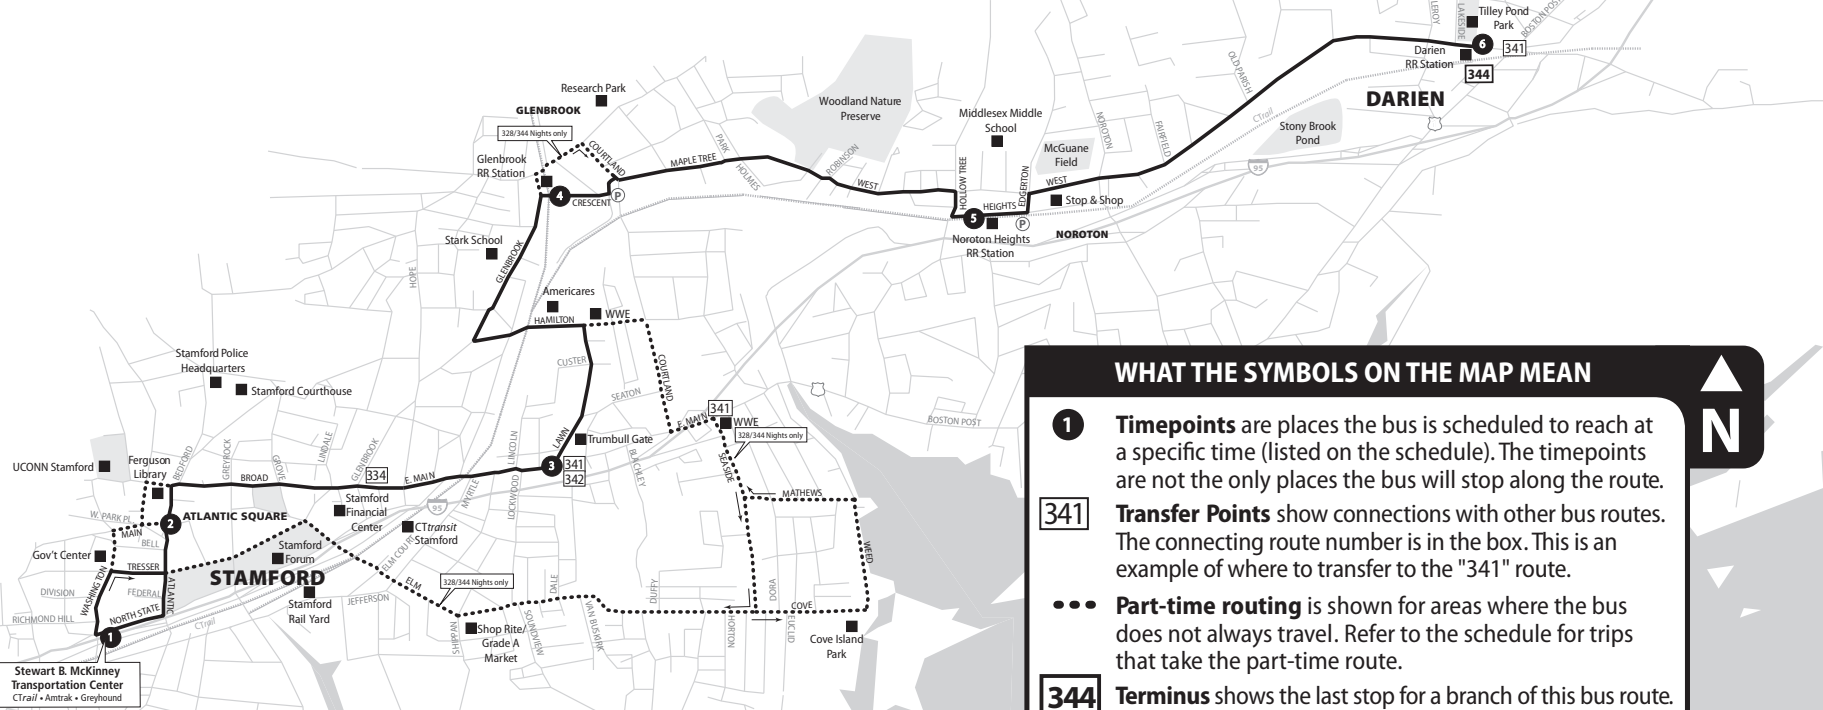 Tilley Pond
Park
LEROY
LAKESIDE
BOSTON POST
6
341
Darien
RR Station
344
DARIEN
OLD PARISH
CTrail
Stony Brook
Pond
95
Research Park
GLENBROOK
328/344 Nights only
COURTLAND
Glenbrook
RR Station
4
CRESCENT
P
MAPLE TREE
PARK
HOLMES
Woodland Nature
Preserve
ROBINSON
WEST
Middlesex Middle
School
HOLLOW TREE
McGuane
Field
NOROTON
FAIRFIELD
EDGERTON
WEST
Stop & Shop
5
HEIGHTS
P
Noroton Heights
RR Station
NOROTON
Stark School
GLENBROOK
HOPE
Americares
HAMILTON
WWE
CUSTER
COURTLAND
SEATON
Stamford Police
Headquarters
Stamford Courthouse
E. MAIN
341
WWE
328/344 Nights only
BOSTON POST
LAWN
Trumbull Gate
3
341
342
BLACHLEY
SEASIDE
MATHEWS
WEED
UCONN Stamford
Ferguson
Library
BEDFORD
GREYROCK
GROVE
LINDALE
GLENBROOK
334
E. MAIN
LINCOLN
BROAD
Stamford
Financial
Center
95
MYRTLE
LOCKWOOD
W. PARK PL.
2
ATLANTIC SQUARE
MAIN
BELL
CTtransit
Stamford
ELM COURT
Gov't Center
TRESSER
Stamford
Forum
STAMFORD
WASHINGTON
DIVISION
FEDERAL
ATLANTIC
NORTH STATE
RICHMOND HILL
1
CTrail
Stamford
Rail Yard
JEFFERSON
ELM
328/344 Nights only
SHIPPAN
Shop Rite/
Grade A
Market
SOUNDVIEW
DALE
VAN BUSKIRK
DUFFY
HORTON
DORA
EUCLID
COVE
Cove Island
Park
Stewart B. McKinney
Transportation Center
CTrail • Amtrak • Greyhound
WHAT THE SYMBOLS ON THE MAP MEAN
N
1
Timepoints are places the bus is scheduled to reach at
a specific time (listed on the schedule). The timepoints
are not the only places the bus will stop along the route.
341
Transfer Points show connections with other bus routes.
The connecting route number is in the box. This is an
example of where to transfer to the "341" route.
Part-time routing is shown for areas where the bus
does not always travel. Refer to the schedule for trips
that take the part-time route.
344
Terminus shows the last stop for a branch of this bus route.